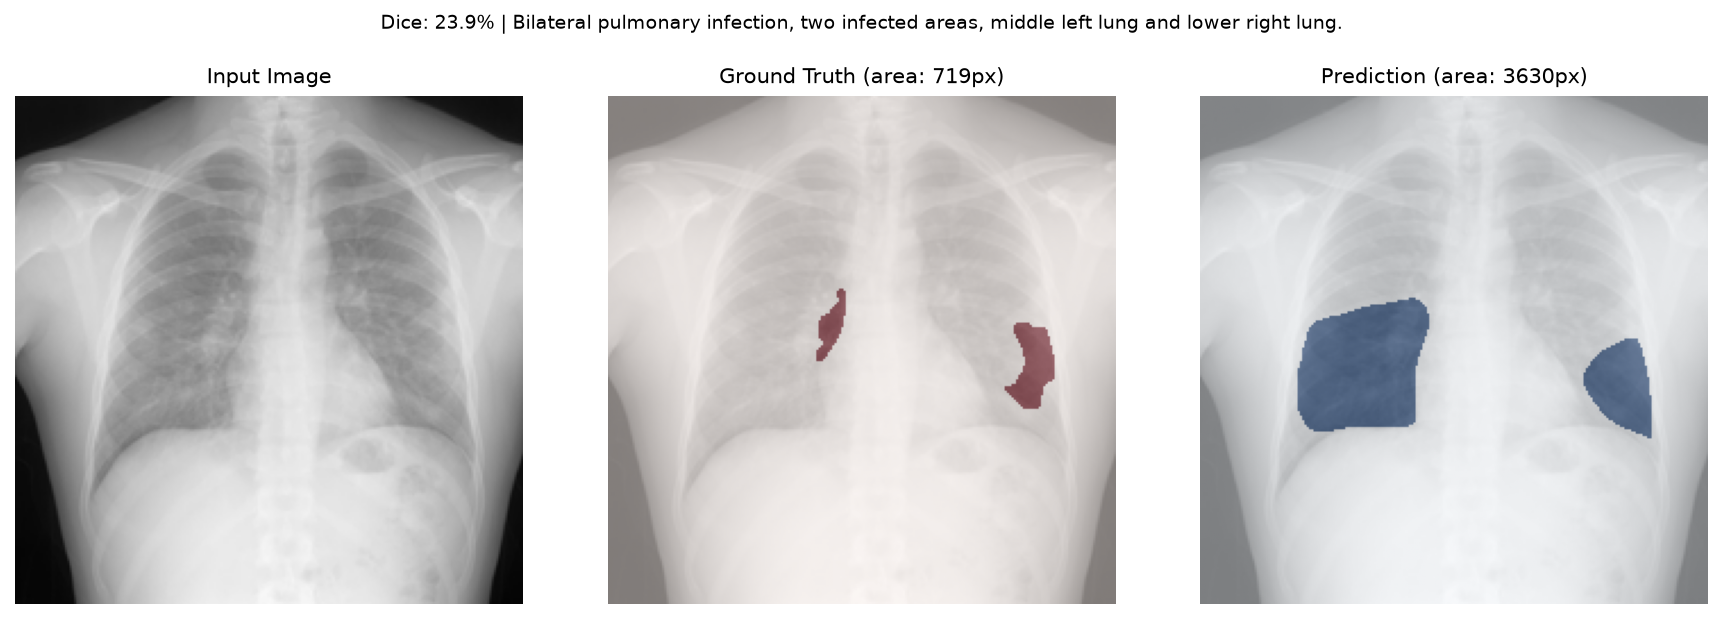 Dice: 23.9% | Bilateral pulmonary infection, two infected areas, middle left lung and lower right lung.
Input Image
Ground Truth (area: 719px)
Prediction (area: 3630px)